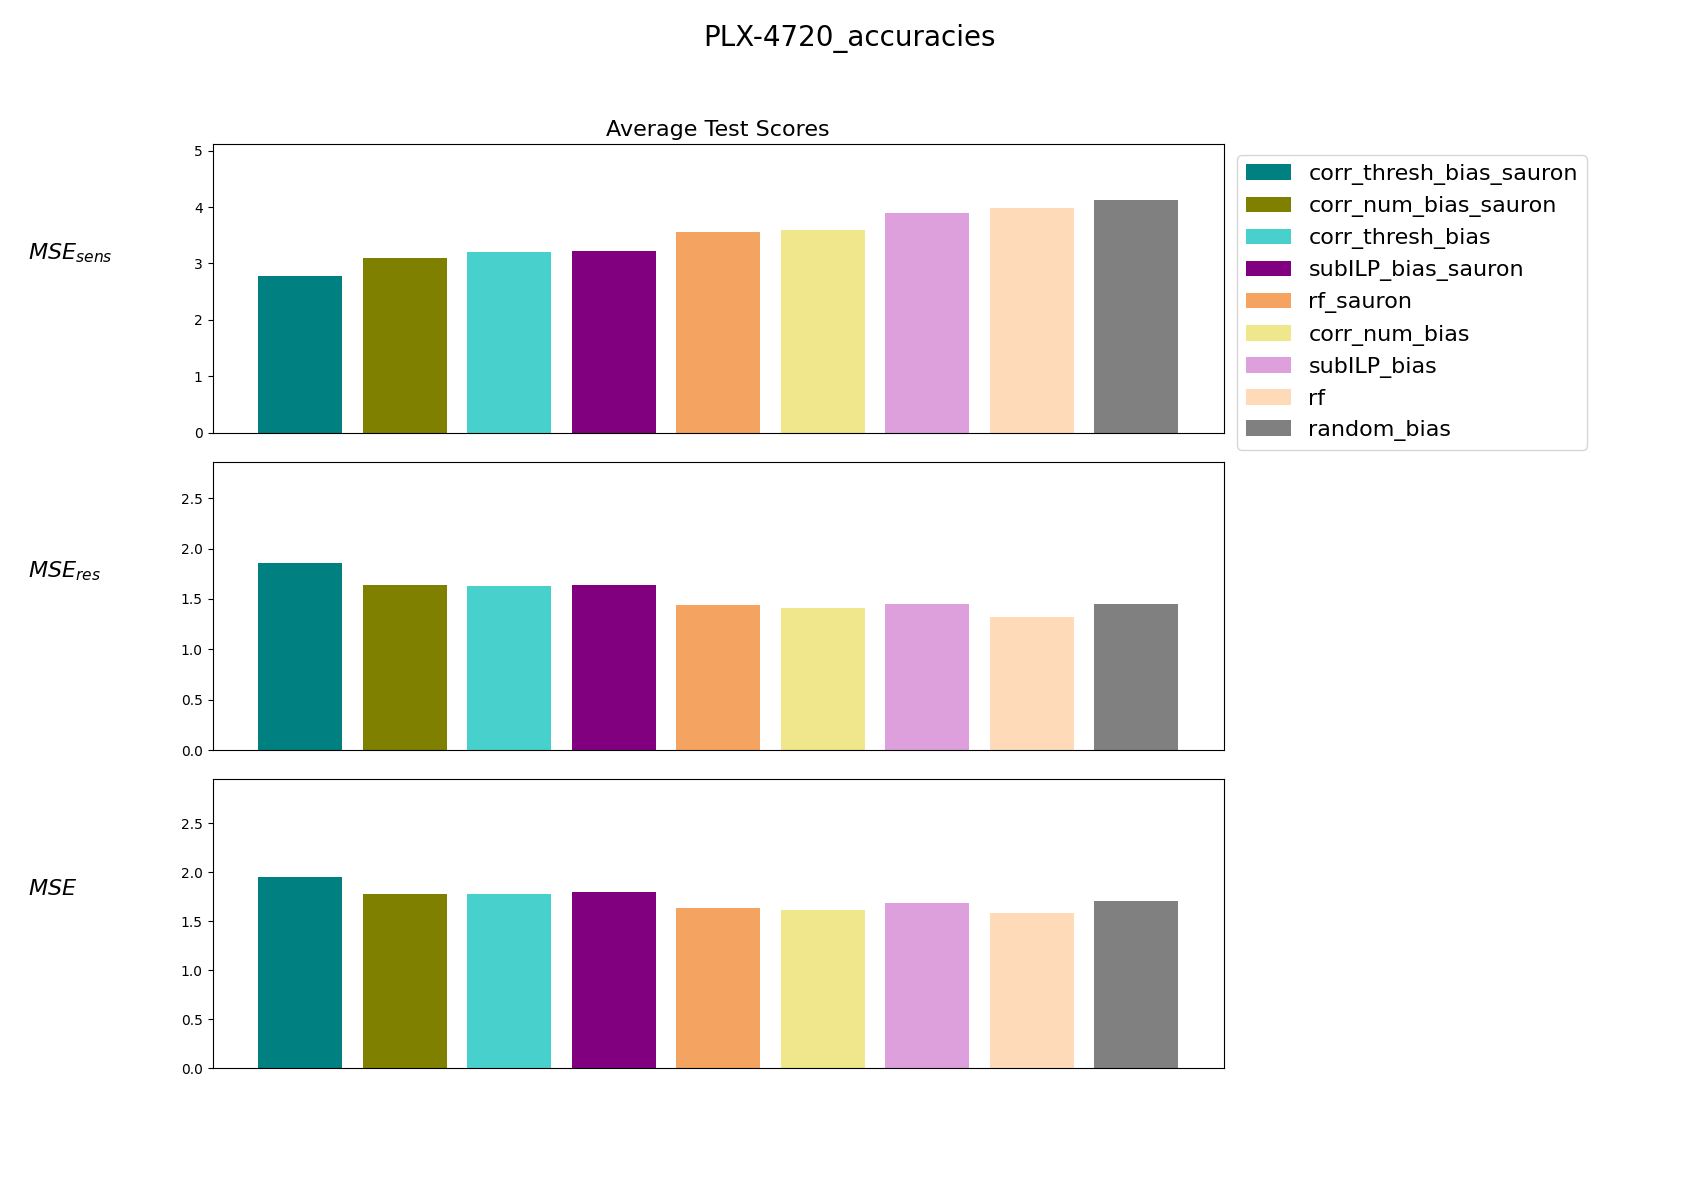 PLX-4720_accuracies
Average Test Scores
MSE_sens
5
4
3
2
1
0
corr_thresh_bias_sauron
corr_num_bias_sauron
corr_thresh_bias
subILP_bias_sauron
rf_sauron
corr_num_bias
subILP_bias
rf
random_bias
MSE_res
2.5
2.0
1.5
1.0
0.5
0.0
MSE
2.5
2.0
1.5
1.0
0.5
0.0